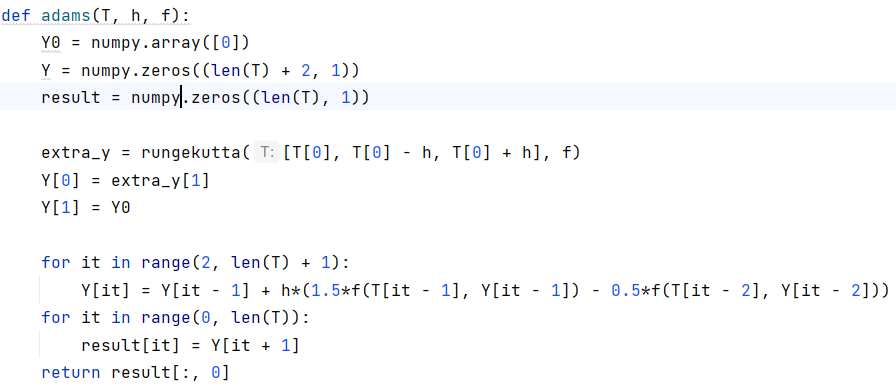 def adams(T, h, f):
    Y0 = numpy.array([0])
    Y = numpy.zeros((len(T) + 2, 1))
    result = numpy.zeros((len(T), 1))
    extra_y = rungekutta( T: [T[0], T[0] - h, T[0] + h], f)
    Y[0] = extra_y[1]
    Y[1] = Y0
    for it in range(2, len(T) + 1):
        Y[it] = Y[it - 1] + h*(1.5*f(T[it - 1], Y[it - 1]) - 0.5*f(T[it - 2], Y[it - 2]))
    for it in range(0, len(T)):
        result[it] = Y[it + 1]
    return result[:, 0]